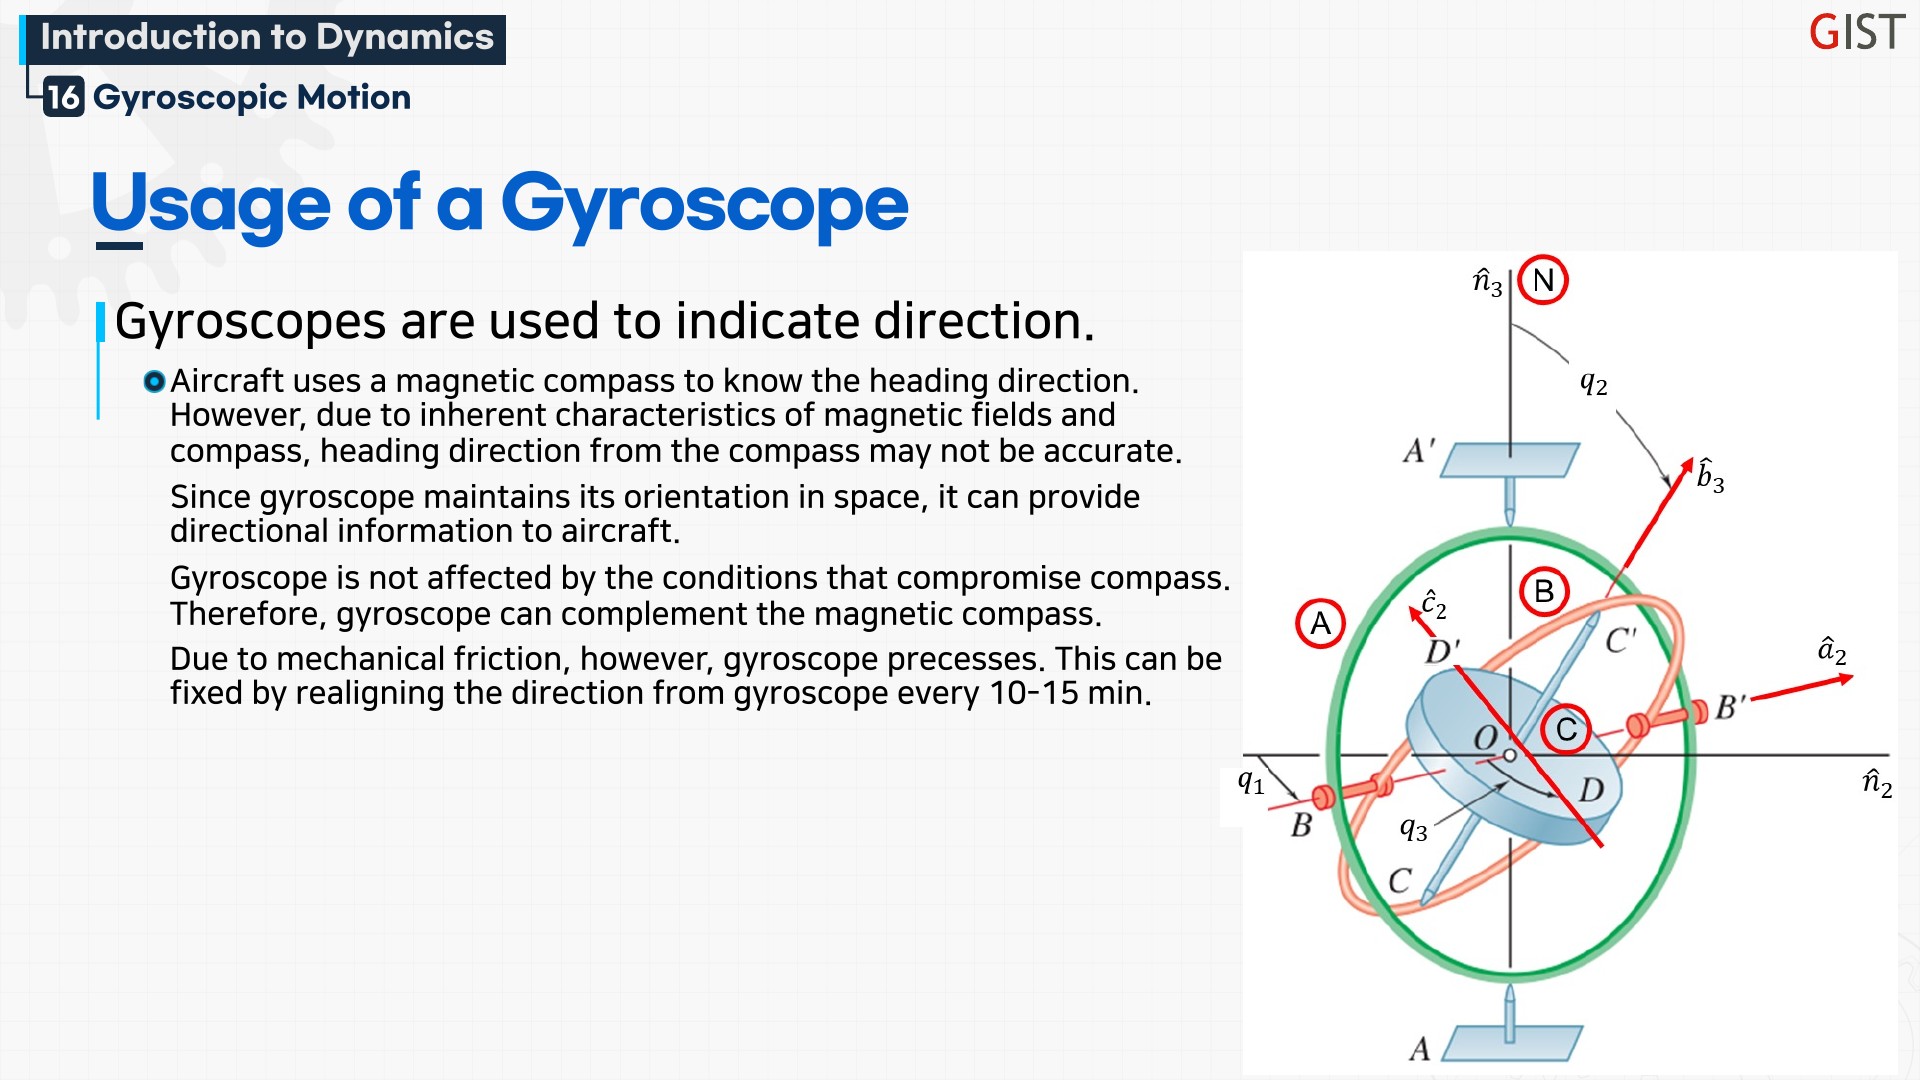 Introduction to Dynamics
GIST
16 Gyroscopic Motion
Usage of a Gyroscope
Gyroscopes are used to indicate direction.
Aircraft uses a magnetic compass to know the heading direction.
However, due to inherent characteristics of magnetic fields and
compass, heading direction from the compass may not be accurate.
Since gyroscope maintains its orientation in space, it can provide
directional information to aircraft.
Gyroscope is not affected by the conditions that compromise compass.
Therefore, gyroscope can complement the magnetic compass.
Due to mechanical friction, however, gyroscope precesses. This can be
fixed by realigning the direction from gyroscope every 10-15 min.
n̂₃ N
q₂
A'
b̂₃
B
ĉ₂
A
C'
D'
â₂
B'
C
O
q₁
D
n̂₂
B
q₃
C
A